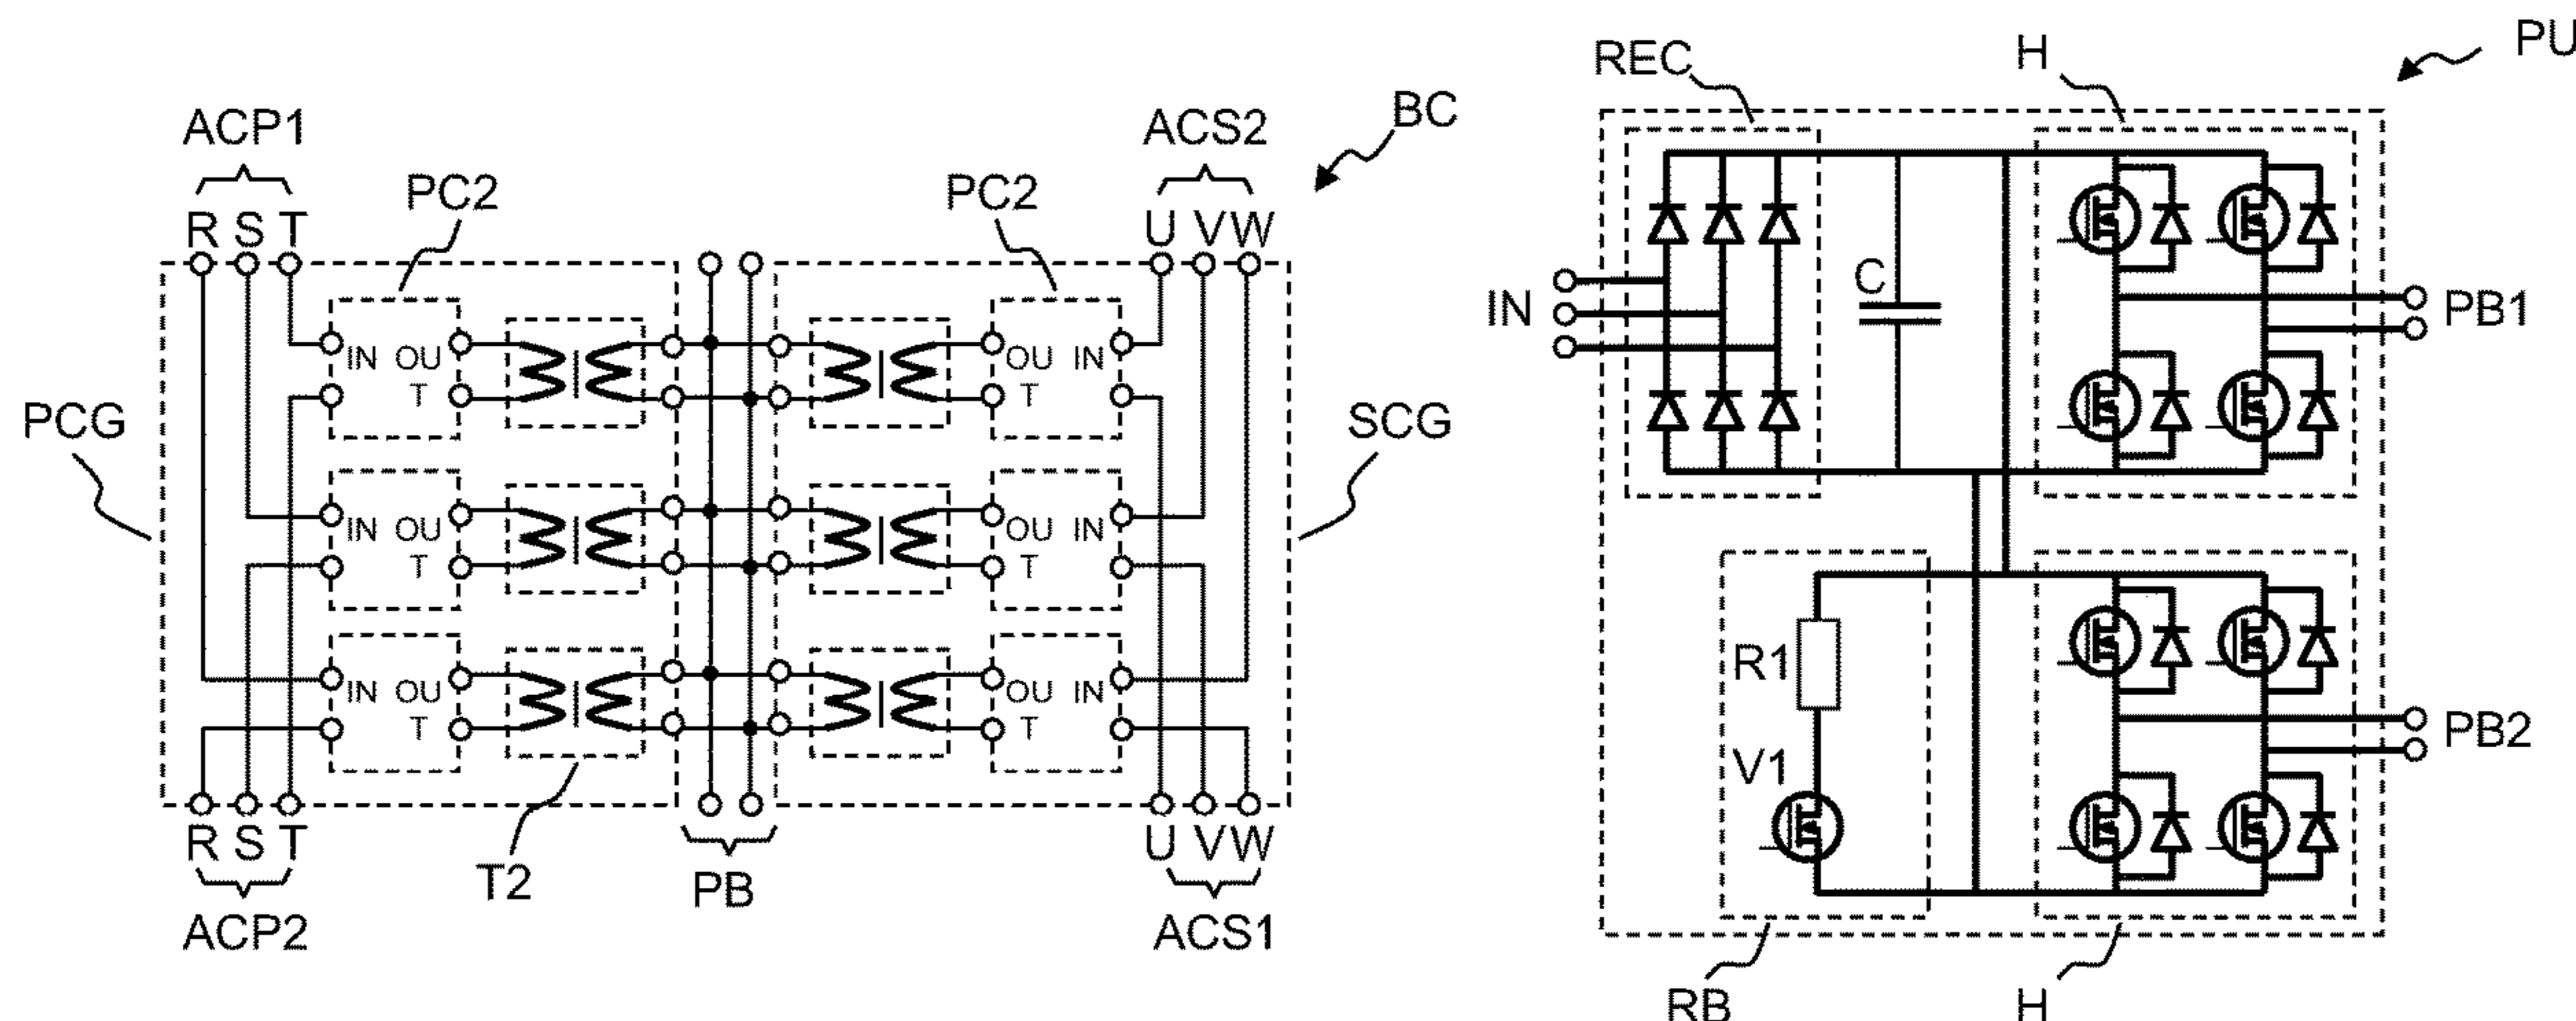 ACP1
R S T
PC2
PC2
ACS2
U V W
BC
PCG
IN OU
T
OU IN
T
IN OU
T
OU IN
T
IN OU
T
OU IN
T
SCG
R S T
ACP2
T2
PB
U V W
ACS1
REC
H
PU
IN
C
PB1
R1
V1
PB2
RB
H